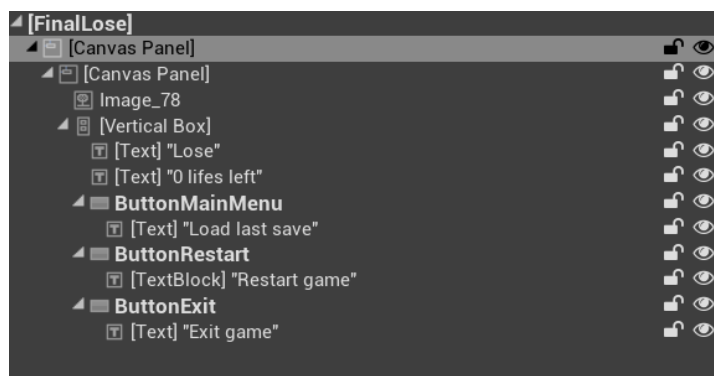 [FinalLose]
[Canvas Panel]
[Canvas Panel]
Image_78
[Vertical Box]
[Text] "Lose"
[Text] "0 lifes left"
ButtonMainMenu
[Text] "Load last save"
ButtonRestart
[TextBlock] "Restart game"
ButtonExit
[Text] "Exit game"